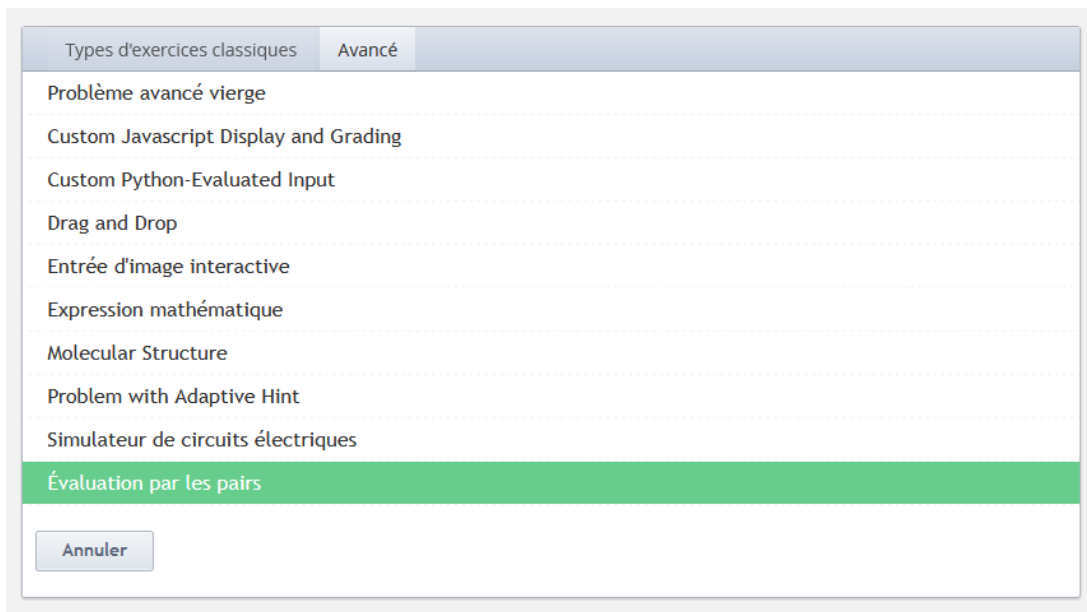 Types d'exercices classiques Avancé
Problème avancé vierge
Custom Javascript Display and Grading
Custom Python-Evaluated Input
Drag and Drop
Entrée d'image interactive
Expression mathématique
Molecular Structure
Problem with Adaptive Hint
Simulateur de circuits électriques
Évaluation par les pairs
Annuler